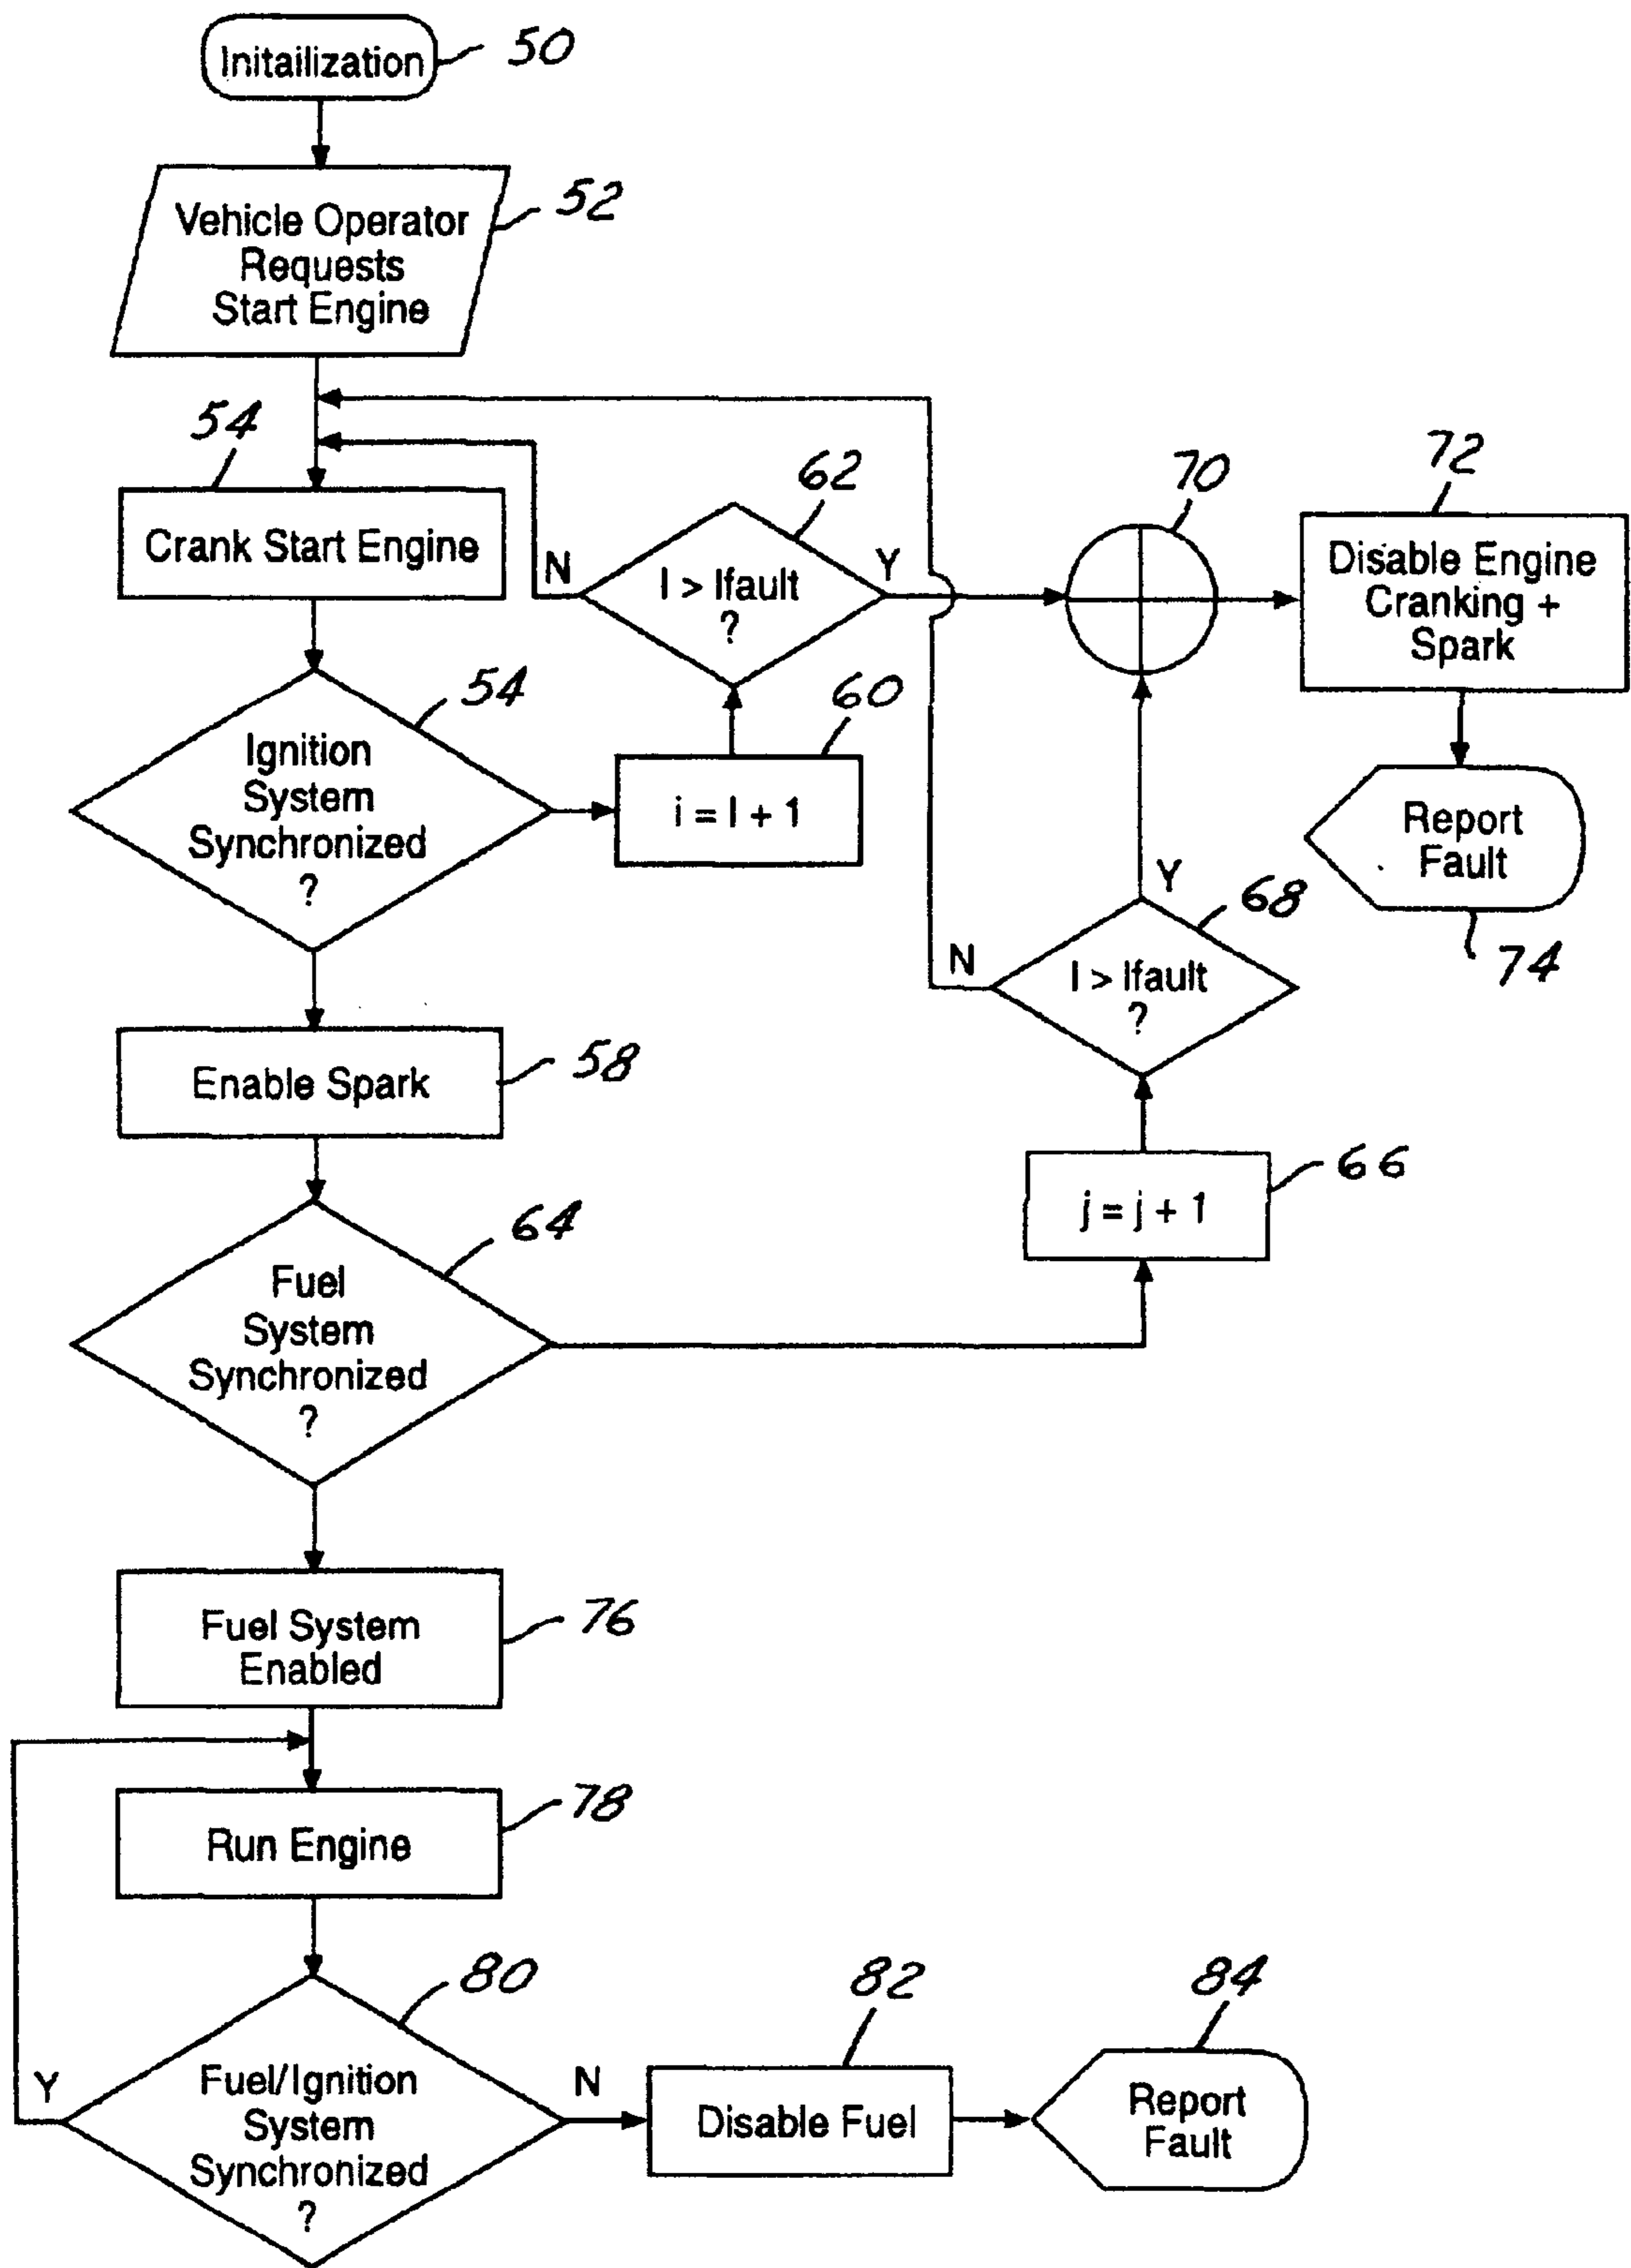 Initailization
50
Vehicle Operator
Requests
Start Engine
52
54
Crank Start Engine
62
I > Ifault
?
N
Y
70
72
Disable Engine
Cranking +
Spark
54
Ignition
System
Synchronized
?
60
i = I + 1
Report
Fault
74
Y
68
N
I > Ifault
?
Enable Spark
58
66
j = j + 1
64
Fuel
System
Synchronized
?
Fuel System
Enabled
76
Run Engine
78
80
Y
Fuel/Ignition
System
Synchronized
?
N
82
Disable Fuel
84
Report
Fault